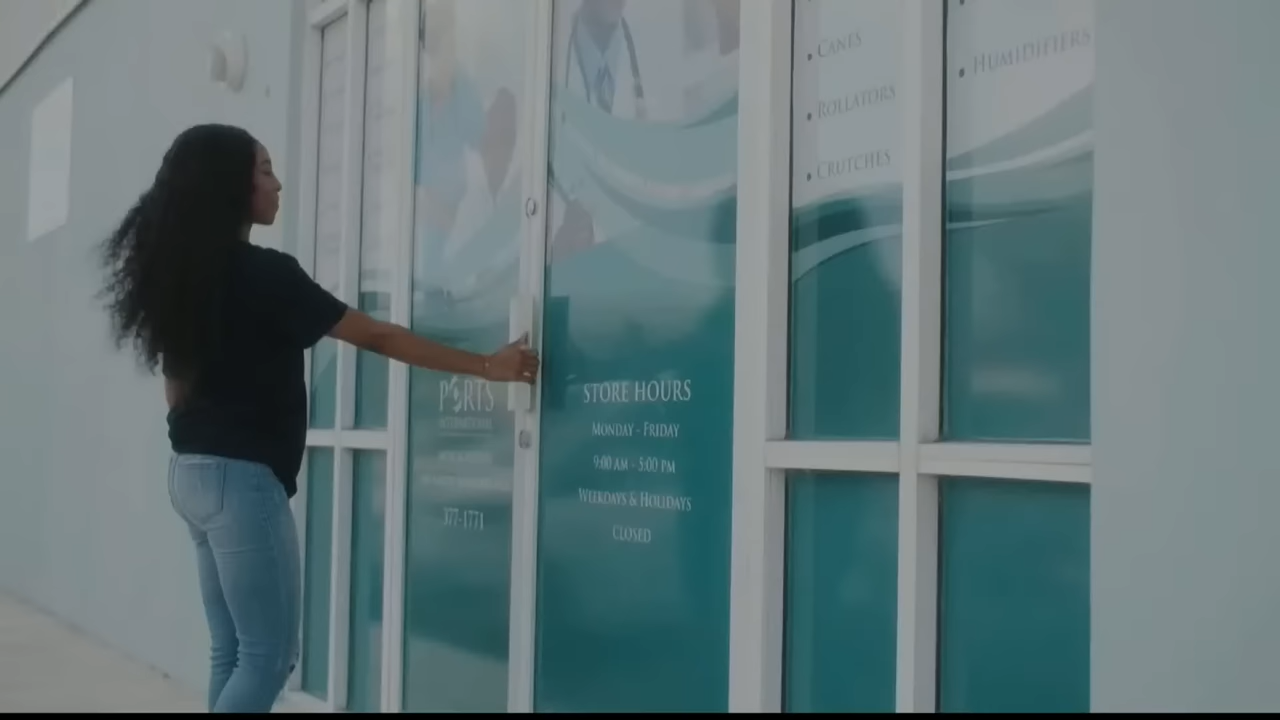 PORTS
INTERNATIONAL
377-1771
STORE HOURS
MONDAY - FRIDAY
9:00 AM - 5:00 PM
WEEKDAYS & HOLIDAYS
CLOSED
• CANES
• ROLLATORS
• CRUTCHES
• HUMIDIFIERS